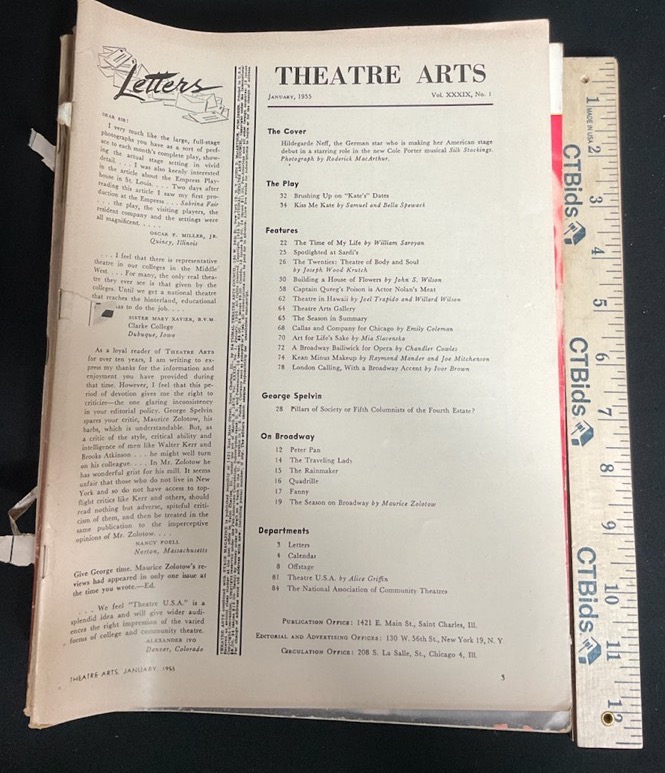 Letters
DEAR SIR:
I very much like the large, full-stage
photographs you have as a sort of pref-
ace to each month's complete play, show-
ing the actual stage setting in vivid
detail. . . . I was also keenly interested
in the article about the Empress Play-
house in St. Louis. . . . Two days after
reading this article I saw my first pro-
duction at the Empress . . . Sabrina Fair
. . . the play, the visiting players, the
resident company and the settings were
all magnificent. . . .
OSCAR F. MILLER, JR.
Quincy, Illinois
. . . I feel that there is representative
theatre in our colleges in the Middle
West. . . . For many, the only real thea-
tre they ever see is that given by the
colleges. Until we get a national theatre
that reaches the hinterland, educational
has to do the job. . . .
SISTER MARY XAVIER, B.V.M.
Clarke College
Dubuque, Iowa
As a loyal reader of THEATRE ARTS
for over ten years, I am writing to ex-
press my thanks for the information and
enjoyment you have provided during
that time. However, I feel that this pe-
riod of devotion gives me the right to
criticize—the one glaring inconsistency
in your editorial policy. George Spelvin
spares your critic, Maurice Zolotow, his
barbs, which is understandable. But, as
a critic of the style, critical ability and
intelligence of men like Walter Kerr and
Brooks Atkinson . . . he might well turn
on his colleague. . . . In Mr. Zolotow he
has wonderful grist for his mill. It seems
unfair that those who do not live in New
York and so do not have access to top-
flight critics like Kerr and others, should
read nothing but adverse, spiteful criti-
cism of them, and then be treated in the
same publication to the imperceptive
opinions of Mr. Zolotow. . . .
NANCY
Norton, Massachusetts
Give George time. Maurice Zolotow's re-
views had appeared in only one issue at
the time you wrote.—Ed.
. . . We feel "Theatre U.S.A." is a
splendid idea and will give wider audi-
ences the right impression of the varied
forms of college and community theatre.
ALEXANDER IVO
Denver, Colorado
THEATRE ARTS, JANUARY, 1955
THEATRE ARTS
JANUARY, 1955 Vol. XXXIX, No. 1
The Cover
Hildegarde Neff, the German star who is making her American stage
debut in a starring role in the new Cole Porter musical Silk Stockings.
Photograph by Roderick MacArthur.
The Play
32 Brushing Up on "Kate's" Dates
34 Kiss Me Kate by Samuel and Bella Spewack
Features
22 The Time of My Life by William Saroyan
25 Spotlighted at Sardi's
26 The Twenties: Theatre of Body and Soul
by Joseph Wood Krutch
30 Building a House of Flowers by John S. Wilson
58 Captain Queeg's Poison is Actor Nolan's Meat
62 Theatre in Hawaii by Joel Trapido and Willard Wilson
64 Theatre Arts Gallery
65 The Season in Summary
68 Callas and Company for Chicago by Emily Coleman
70 Art for Life's Sake by Mia Slavenska
72 A Broadway Bailiwick for Opera by Chandler Cowles
74 Kean Minus Makeup by Raymond Mander and Joe Mitchenson
78 London Calling, With a Broadway Accent by Ivor Brown
George Spelvin
28 Pillars of Society or Fifth Columnists of the Fourth Estate?
On Broadway
12 Peter Pan
14 The Traveling Lady
15 The Rainmaker
16 Quadrille
17 Fanny
19 The Season on Broadway by Maurice Zolotow
Departments
3 Letters
4 Calendar
8 Offstage
81 Theatre U.S.A. by Alice Griffin
84 The National Association of Community Theatres
PUBLICATION OFFICE: 1421 E. Main St., Saint Charles, Ill.
EDITORIAL AND ADVERTISING OFFICES: 130 W. 56th St., New York 19, N. Y.
CIRCULATION OFFICE: 208 S. La Salle, St., Chicago 4, Ill.
3
1
MADE IN U.S.A.
2
CTBids
3
4
5
6
CTBids
7
8
9
CTBids
10
11
12